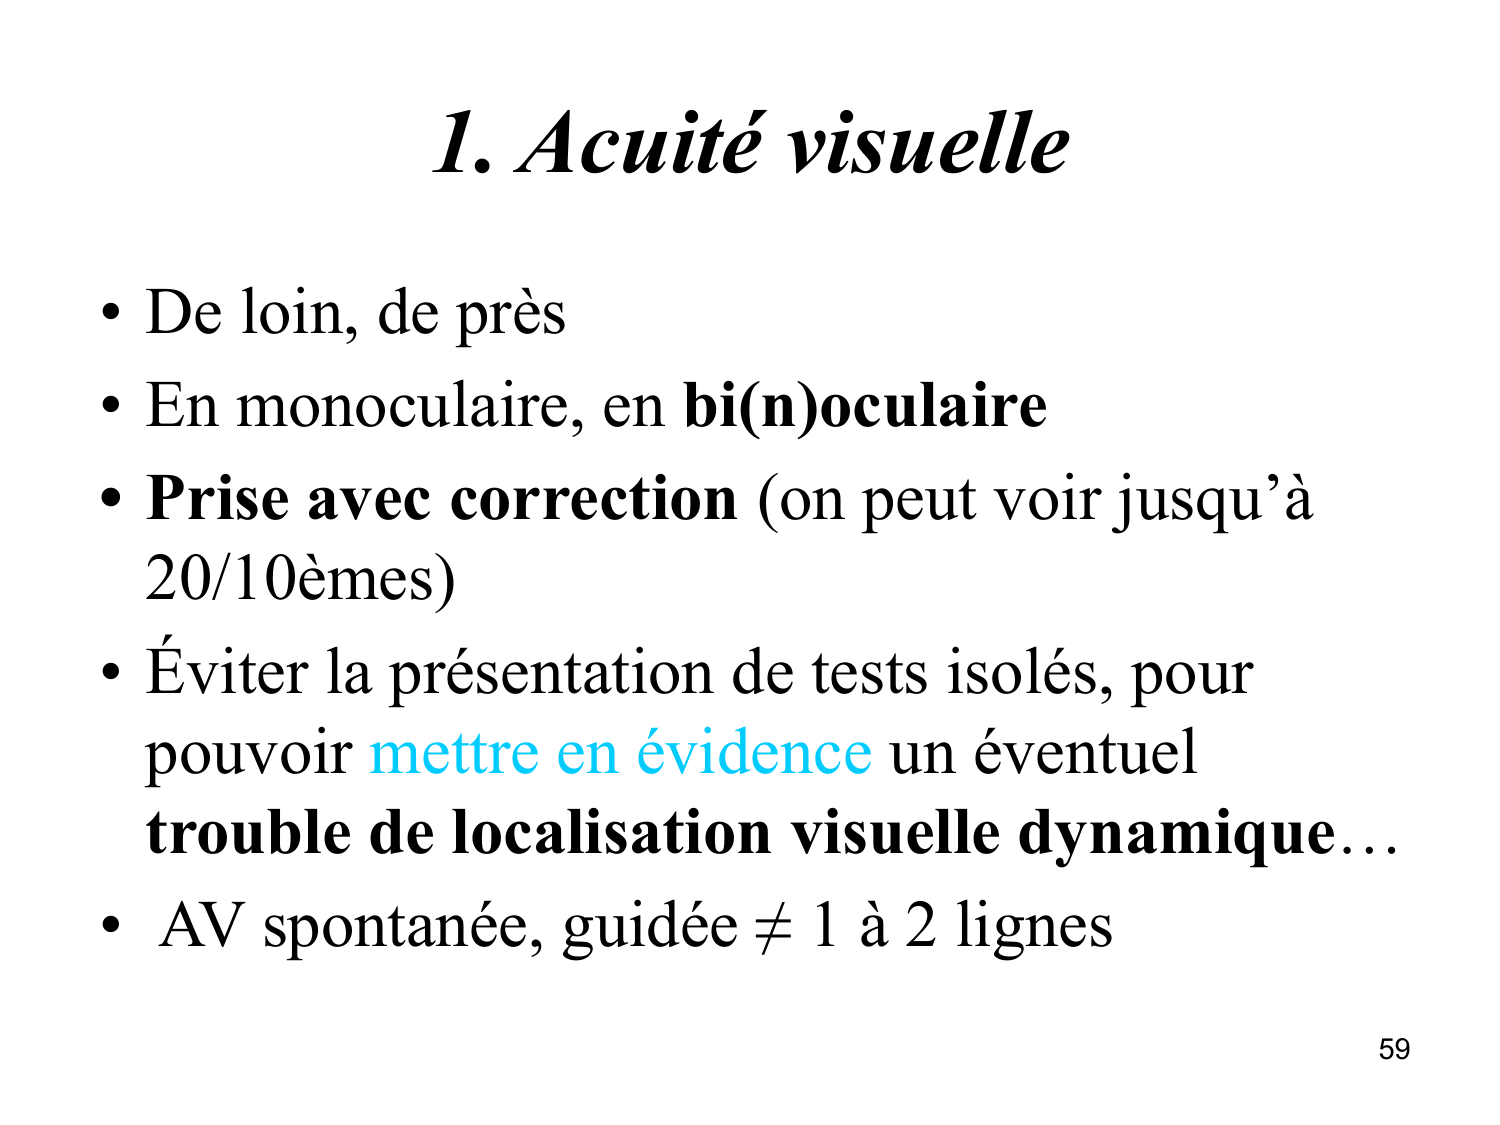 1. Acuité visuelle
• De loin, de près
• En monoculaire, en bi(n)oculaire
• Prise avec correction (on peut voir jusqu’à
20/10èmes)
• Éviter la présentation de tests isolés, pour
pouvoir mettre en évidence un éventuel
trouble de localisation visuelle dynamique…
• AV spontanée, guidée ≠ 1 à 2 lignes
59